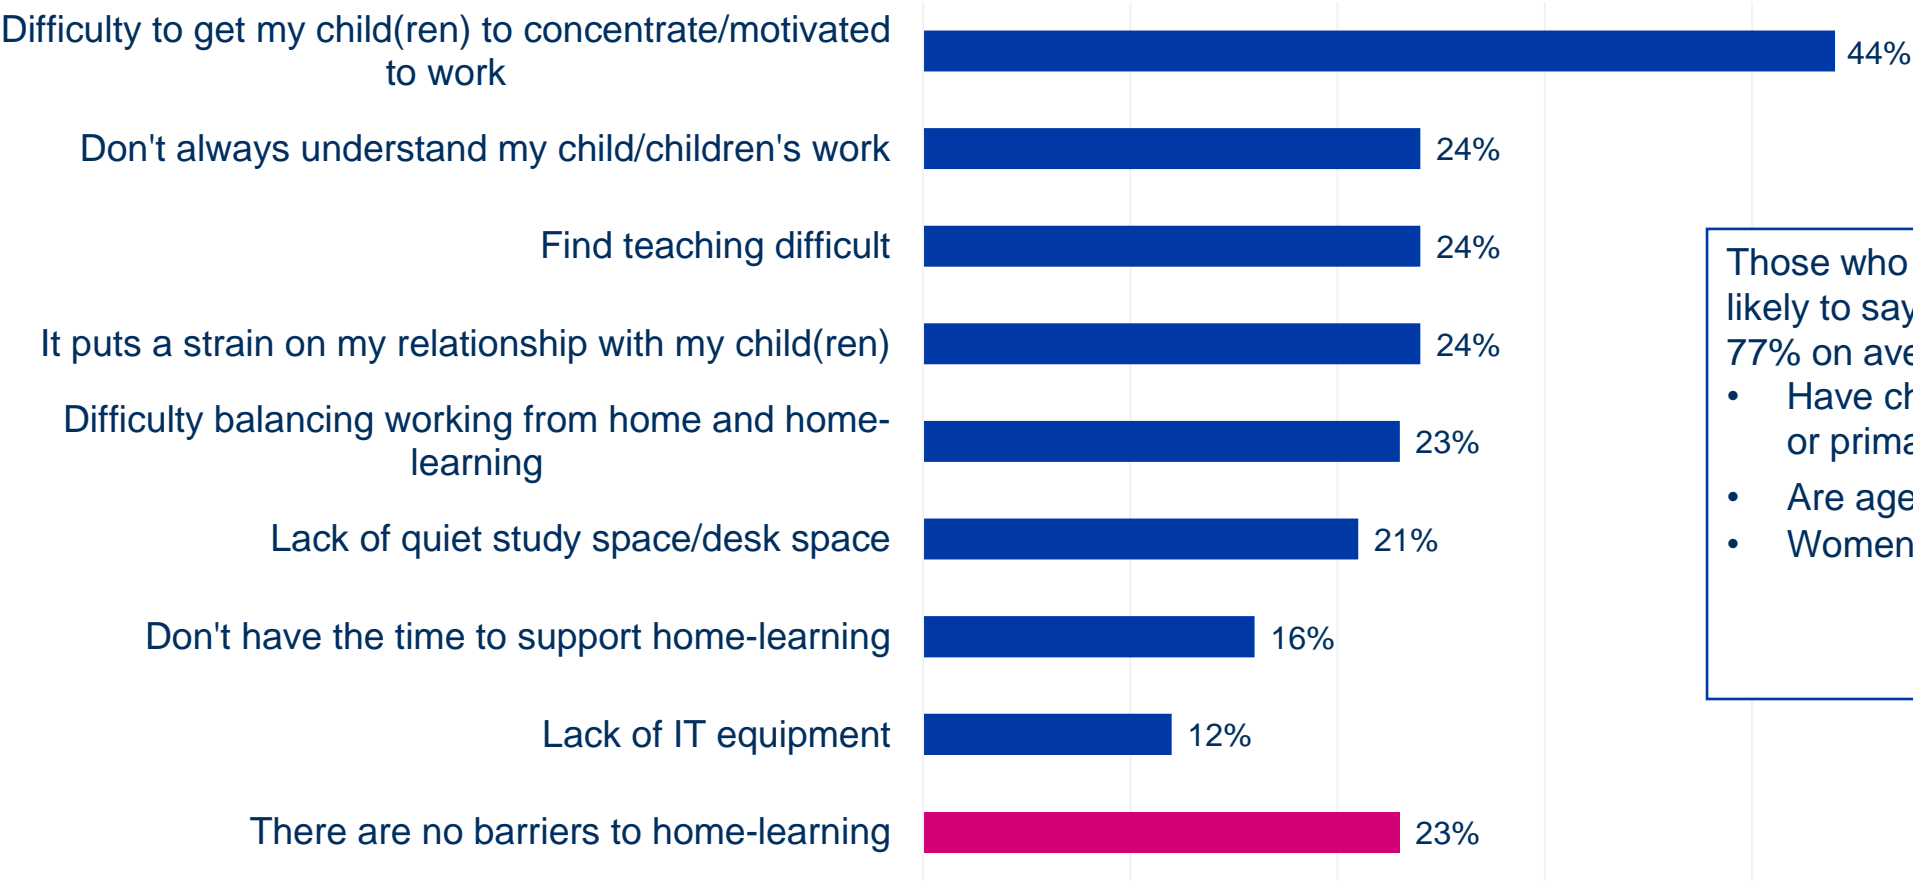 Difficulty to get my child(ren) to concentrate/motivated
to work
44%
Don't always understand my child/children's work
24%
Find teaching difficult
24%
It puts a strain on my relationship with my child(ren)
24%
Difficulty balancing working from home and home-
learning
23%
Lack of quiet study space/desk space
21%
Don't have the time to support home-learning
16%
Lack of IT equipment
12%
There are no barriers to home-learning
23%
Those who
likely to say
77% on
• Have
or
• Are
• Women